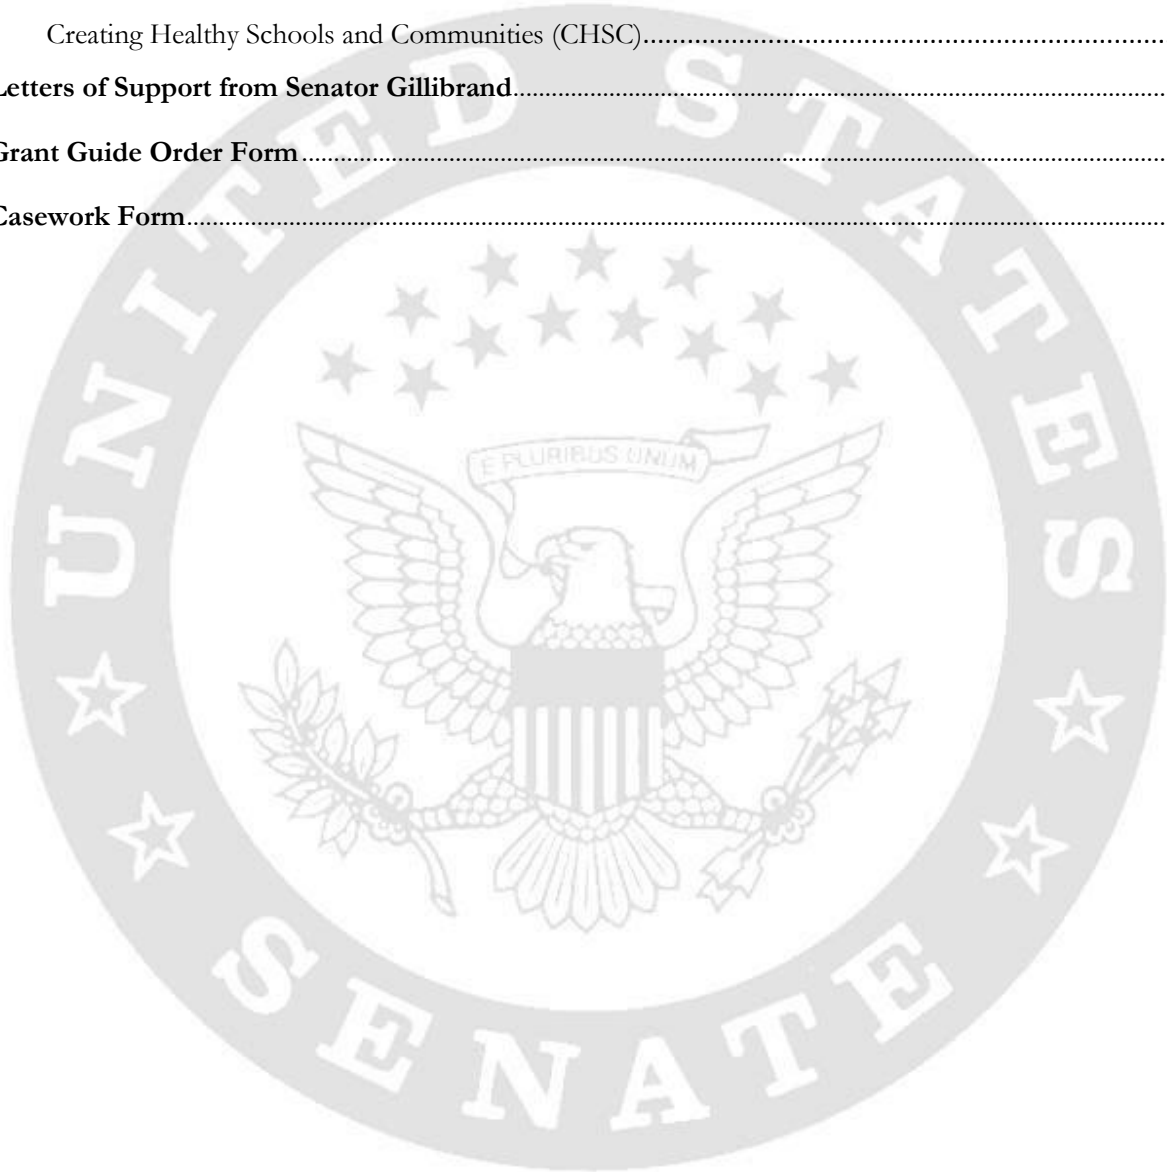 Creating Healthy Schools and Communities (CHSC)................................................................................
Letters of Support from Senator Gillibrand....................................................................................................
Grant Guide Order Form....................................................................................................
Casework Form....................................................................................................
UNITED STATES
E PLURIBUS UNUM
SENATE